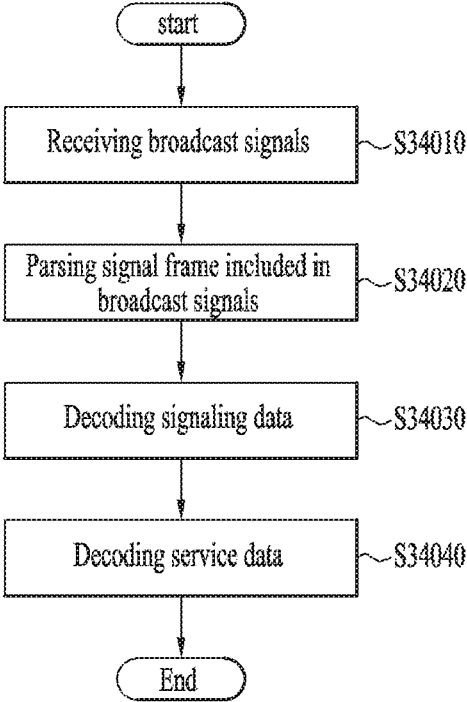 start
Receiving broadcast signals
S34010
Parsing signal frame included in
broadcast signals
S34020
Decoding signaling data
S34030
Decoding service data
S34040
End